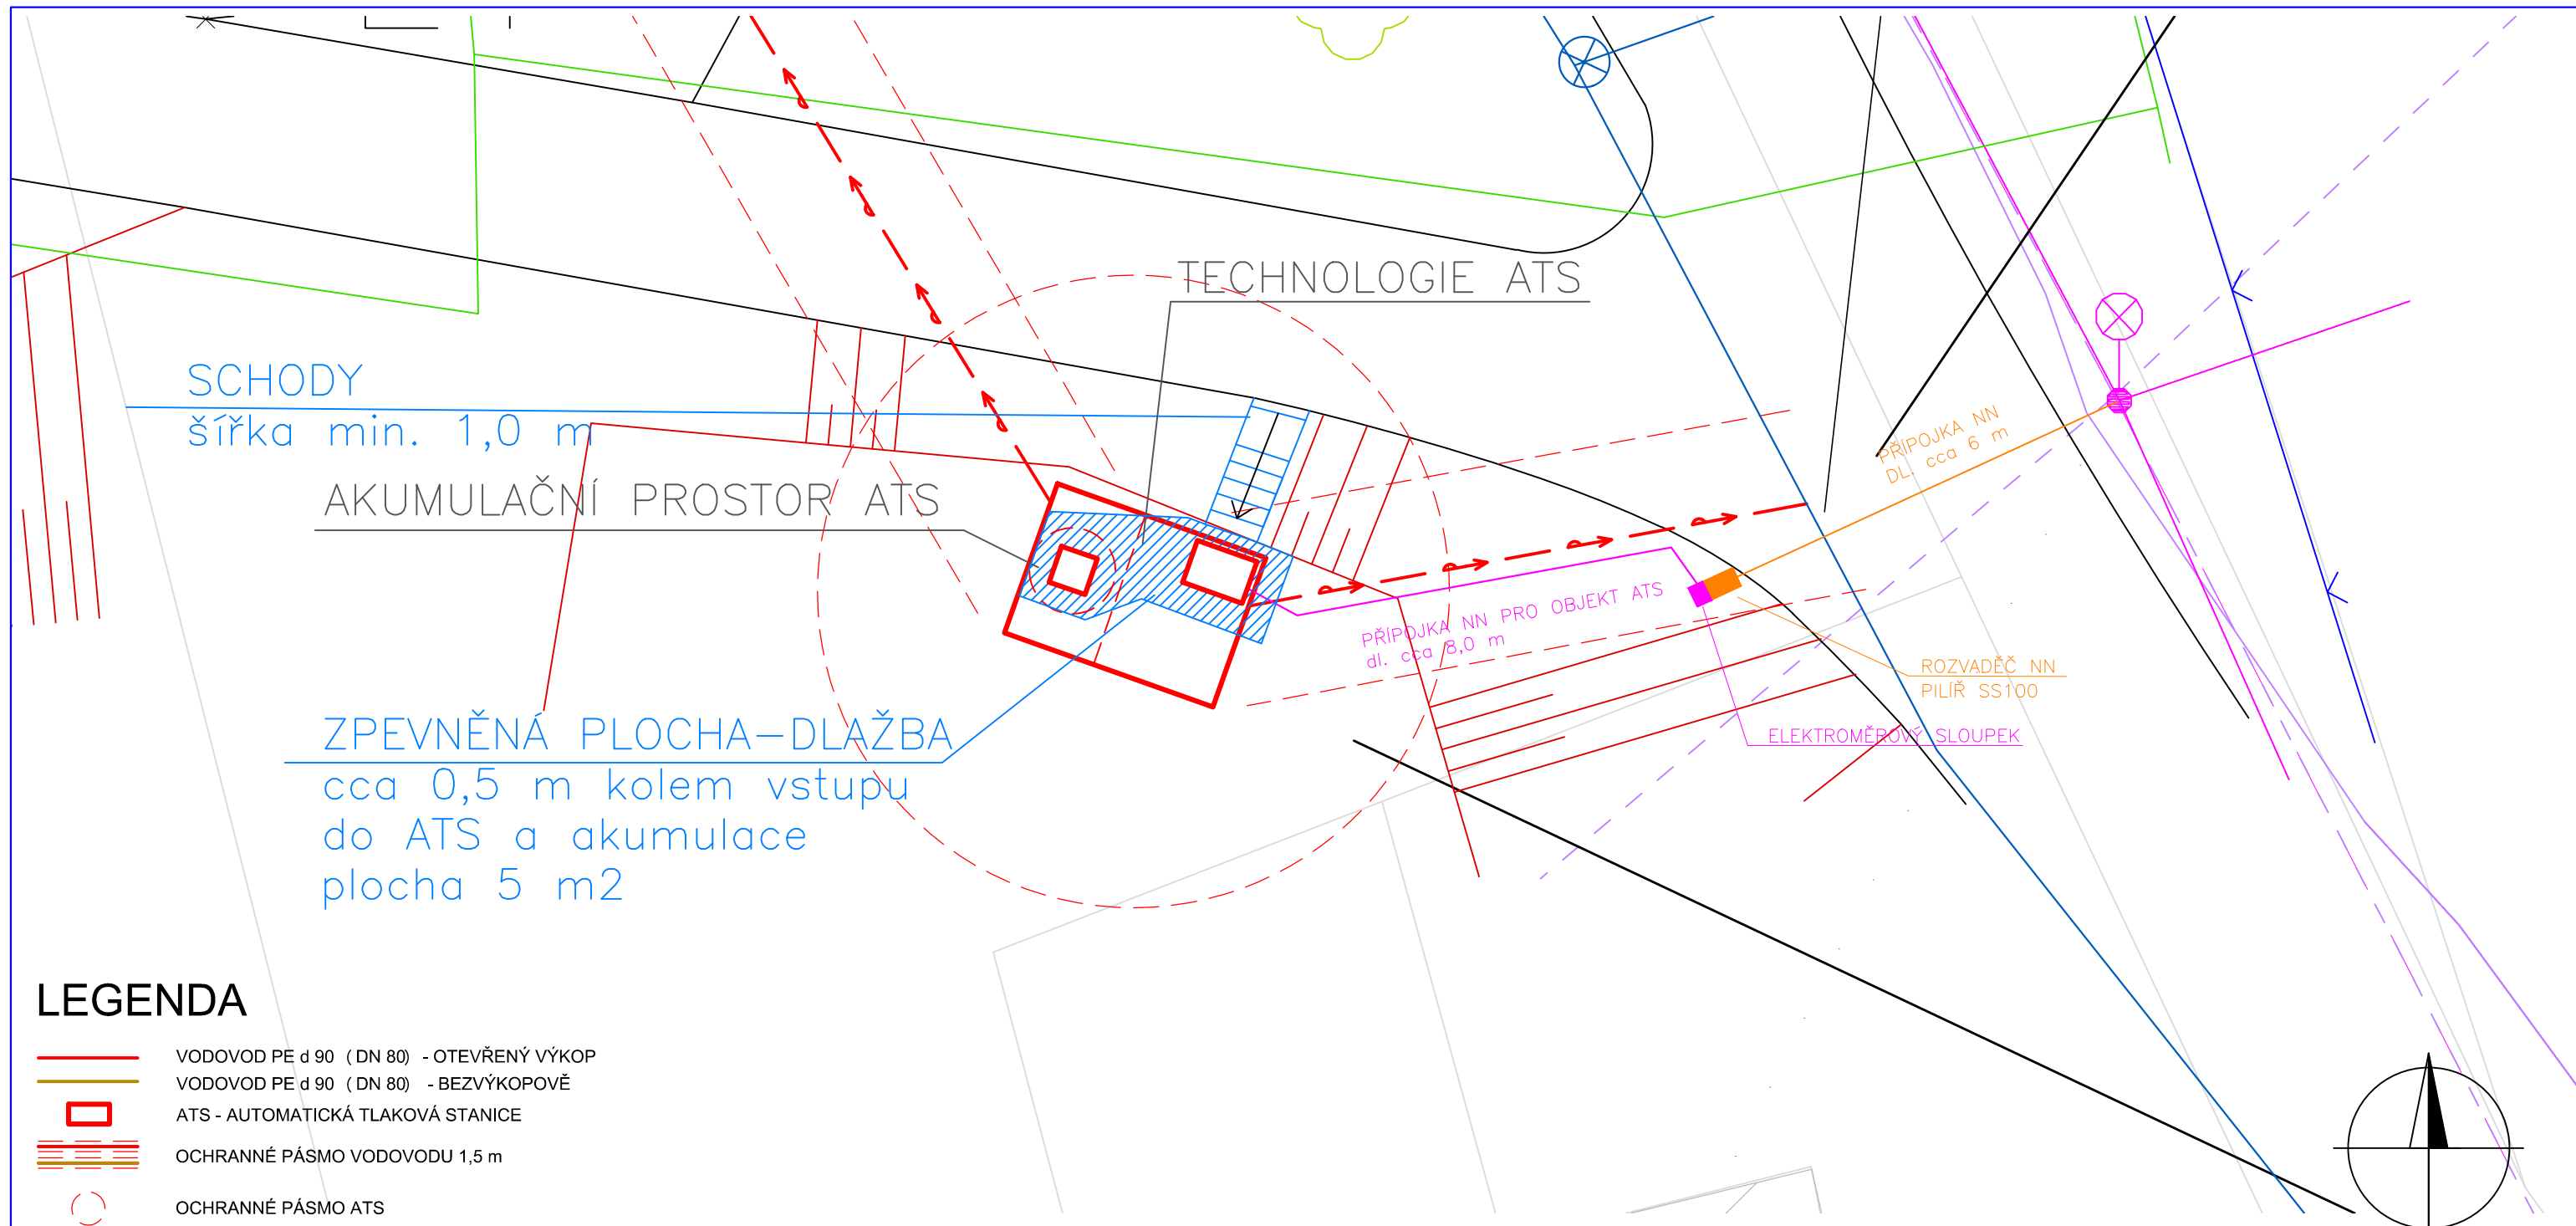 TECHNOLOGIE ATS
SCHODY
šířka min. 1,0 m
AKUMULAČNÍ PROSTOR ATS
PŘÍPOJKA NN
DL. cca 6 m
PŘÍPOJKA NN PRO OBJEKT ATS
dl. cca 8,0 m
ROZVADĚČ NN
PILÍŘ SS100
ELEKTROMĚROVÝ SLOUPEK
ZPEVNĚNÁ PLOCHA-DLAŽBA
cca 0,5 m kolem vstupu
do ATS a akumulace
plocha 5 m2
LEGENDA
VODOVOD PE d 90 ( DN 80) - OTEVŘENÝ VÝKOP
VODOVOD PE d 90 ( DN 80) - BEZVÝKOPOVĚ
ATS - AUTOMATICKÁ TLAKOVÁ STANICE
OCHRANNÉ PÁSMO VODOVODU 1,5 m
OCHRANNÉ PÁSMO ATS